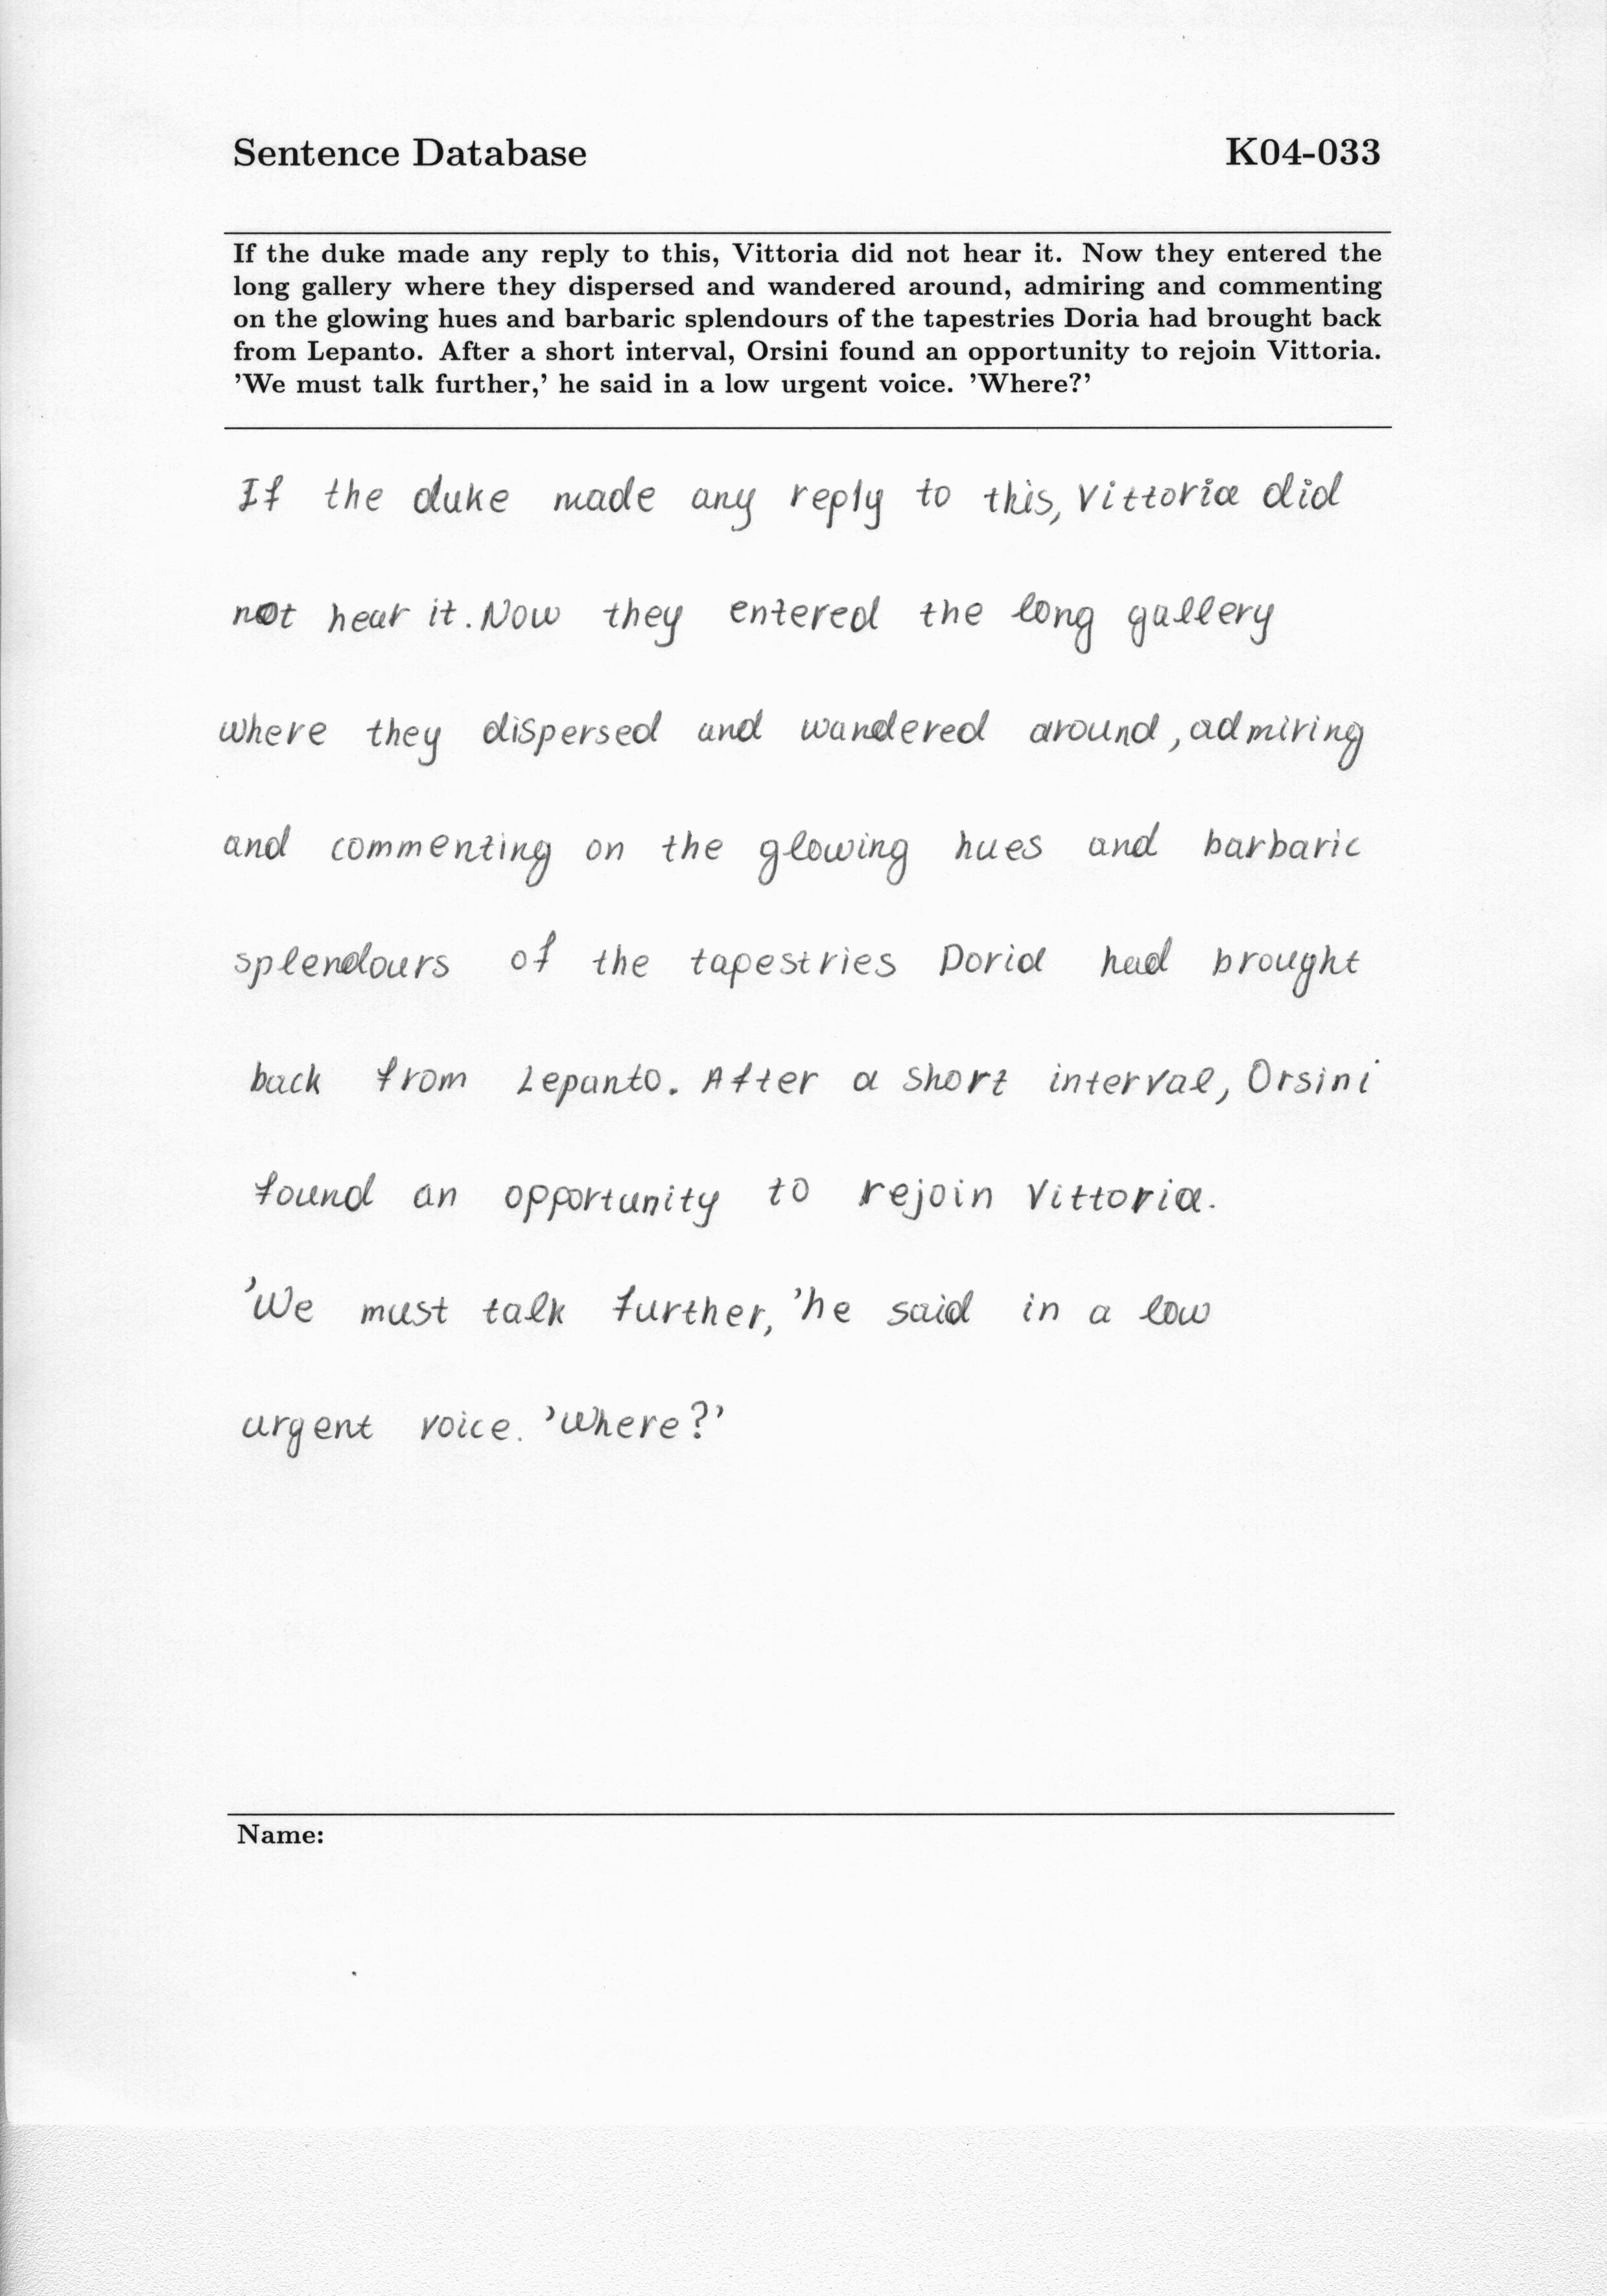 Sentence Database K04-033
If the duke made any reply to this, Vittoria did not hear it. Now they entered the
long gallery where they dispersed and wandered around, admiring and commenting
on the glowing hues and barbaric splendours of the tapestries Doria had brought back
from Lepanto. After a short interval, Orsini found an opportunity to rejoin Vittoria.
'We must talk further,' he said in a low urgent voice. 'Where?'
If the duke made any reply to this, Vittoria did
not hear it. Now they entered the long gallery
where they dispersed and wandered around, admiring
and commenting on the glowing hues and barbaric
splendours of the tapestries Doria had brought
back from Lepanto. After a short interval, Orsini
found an opportunity to rejoin Vittoria.
'We must talk further, 'he said in a low
urgent voice. 'Where?'
Name: